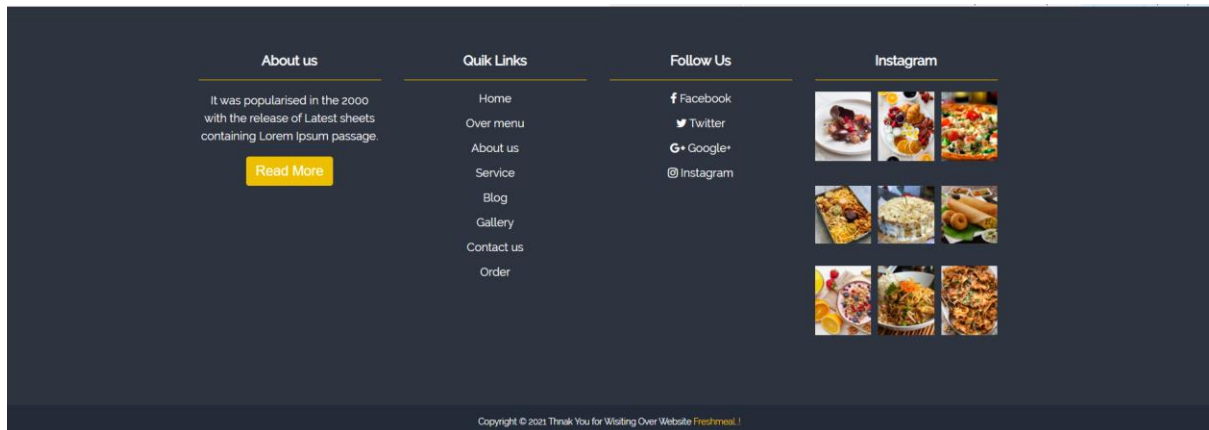 About us
It was popularised in the 2000
with the release of Latest sheets
containing Lorem Ipsum passage.
Read More
Quik Links
Home
Over menu
About us
Service
Blog
Gallery
Contact us
Order
Follow Us
Facebook
Twitter
G+ Google+
Instagram
Instagram
Copyright © 2021 Thnak You for Wisiting Over Website Freshmeal..!